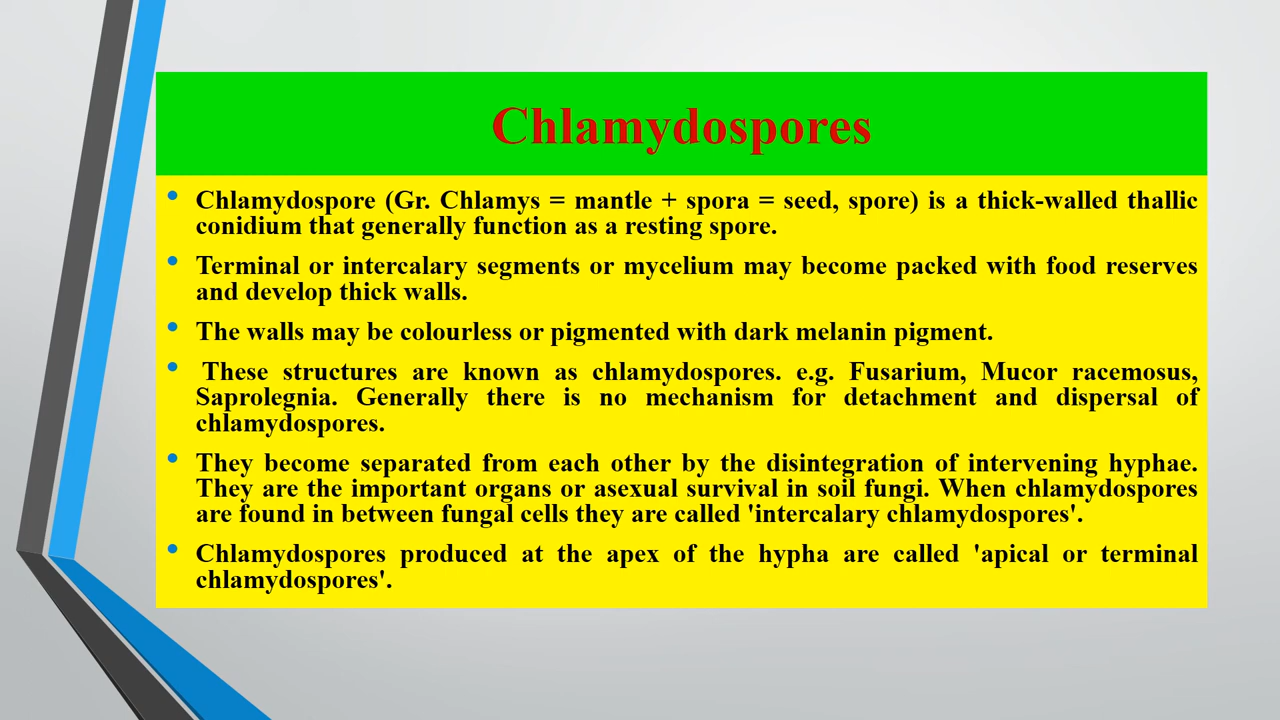 Chlamydospores
• Chlamydospore (Gr. Chlamys = mantle + spora = seed, spore) is a thick-walled thallic
conidium that generally function as a resting spore.
• Terminal or intercalary segments or mycelium may become packed with food reserves
and develop thick walls.
• The walls may be colourless or pigmented with dark melanin pigment.
• These structures are known as chlamydospores. e.g. Fusarium, Mucor racemosus,
Saprolegnia. Generally there is no mechanism for detachment and dispersal of
chlamydospores.
• They become separated from each other by the disintegration of intervening hyphae.
They are the important organs or asexual survival in soil fungi. When chlamydospores
are found in between fungal cells they are called 'intercalary chlamydospores'.
• Chlamydospores produced at the apex of the hypha are called 'apical or terminal
chlamydospores'.